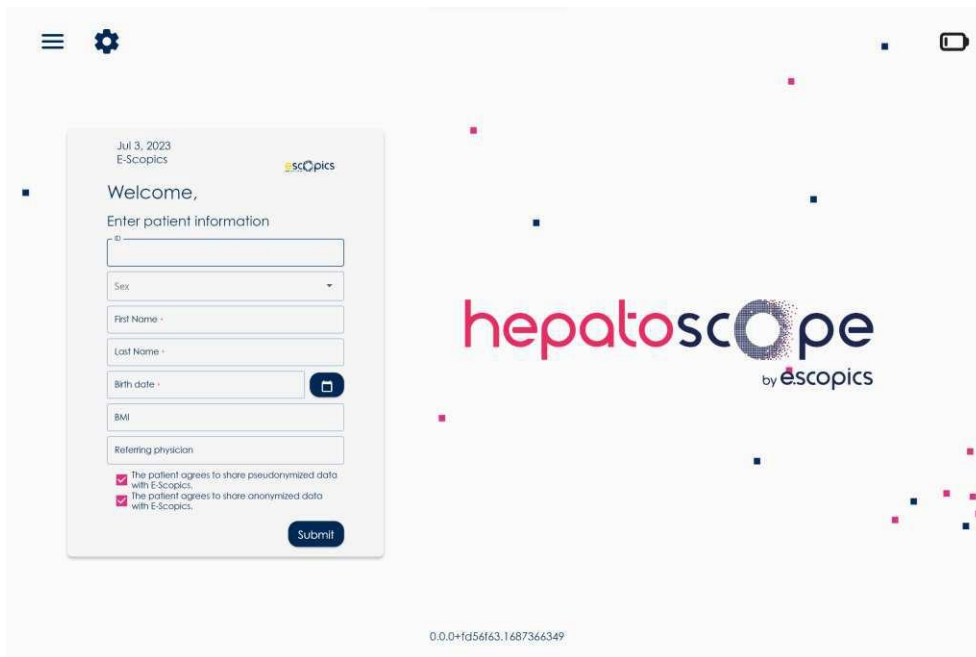 Jul 3, 2023
E-Scopics
escopics
Welcome,
Enter patient information
ID
Sex
First Name *
Last Name *
Birth date *
BMI
Referring physician
The patient agrees to share pseudonymized data
with E-Scopics.
The patient agrees to share anonymized data
with E-Scopics.
Submit
hepatoscope
by e.scopics
0.0.0+fd56f63.1687366349